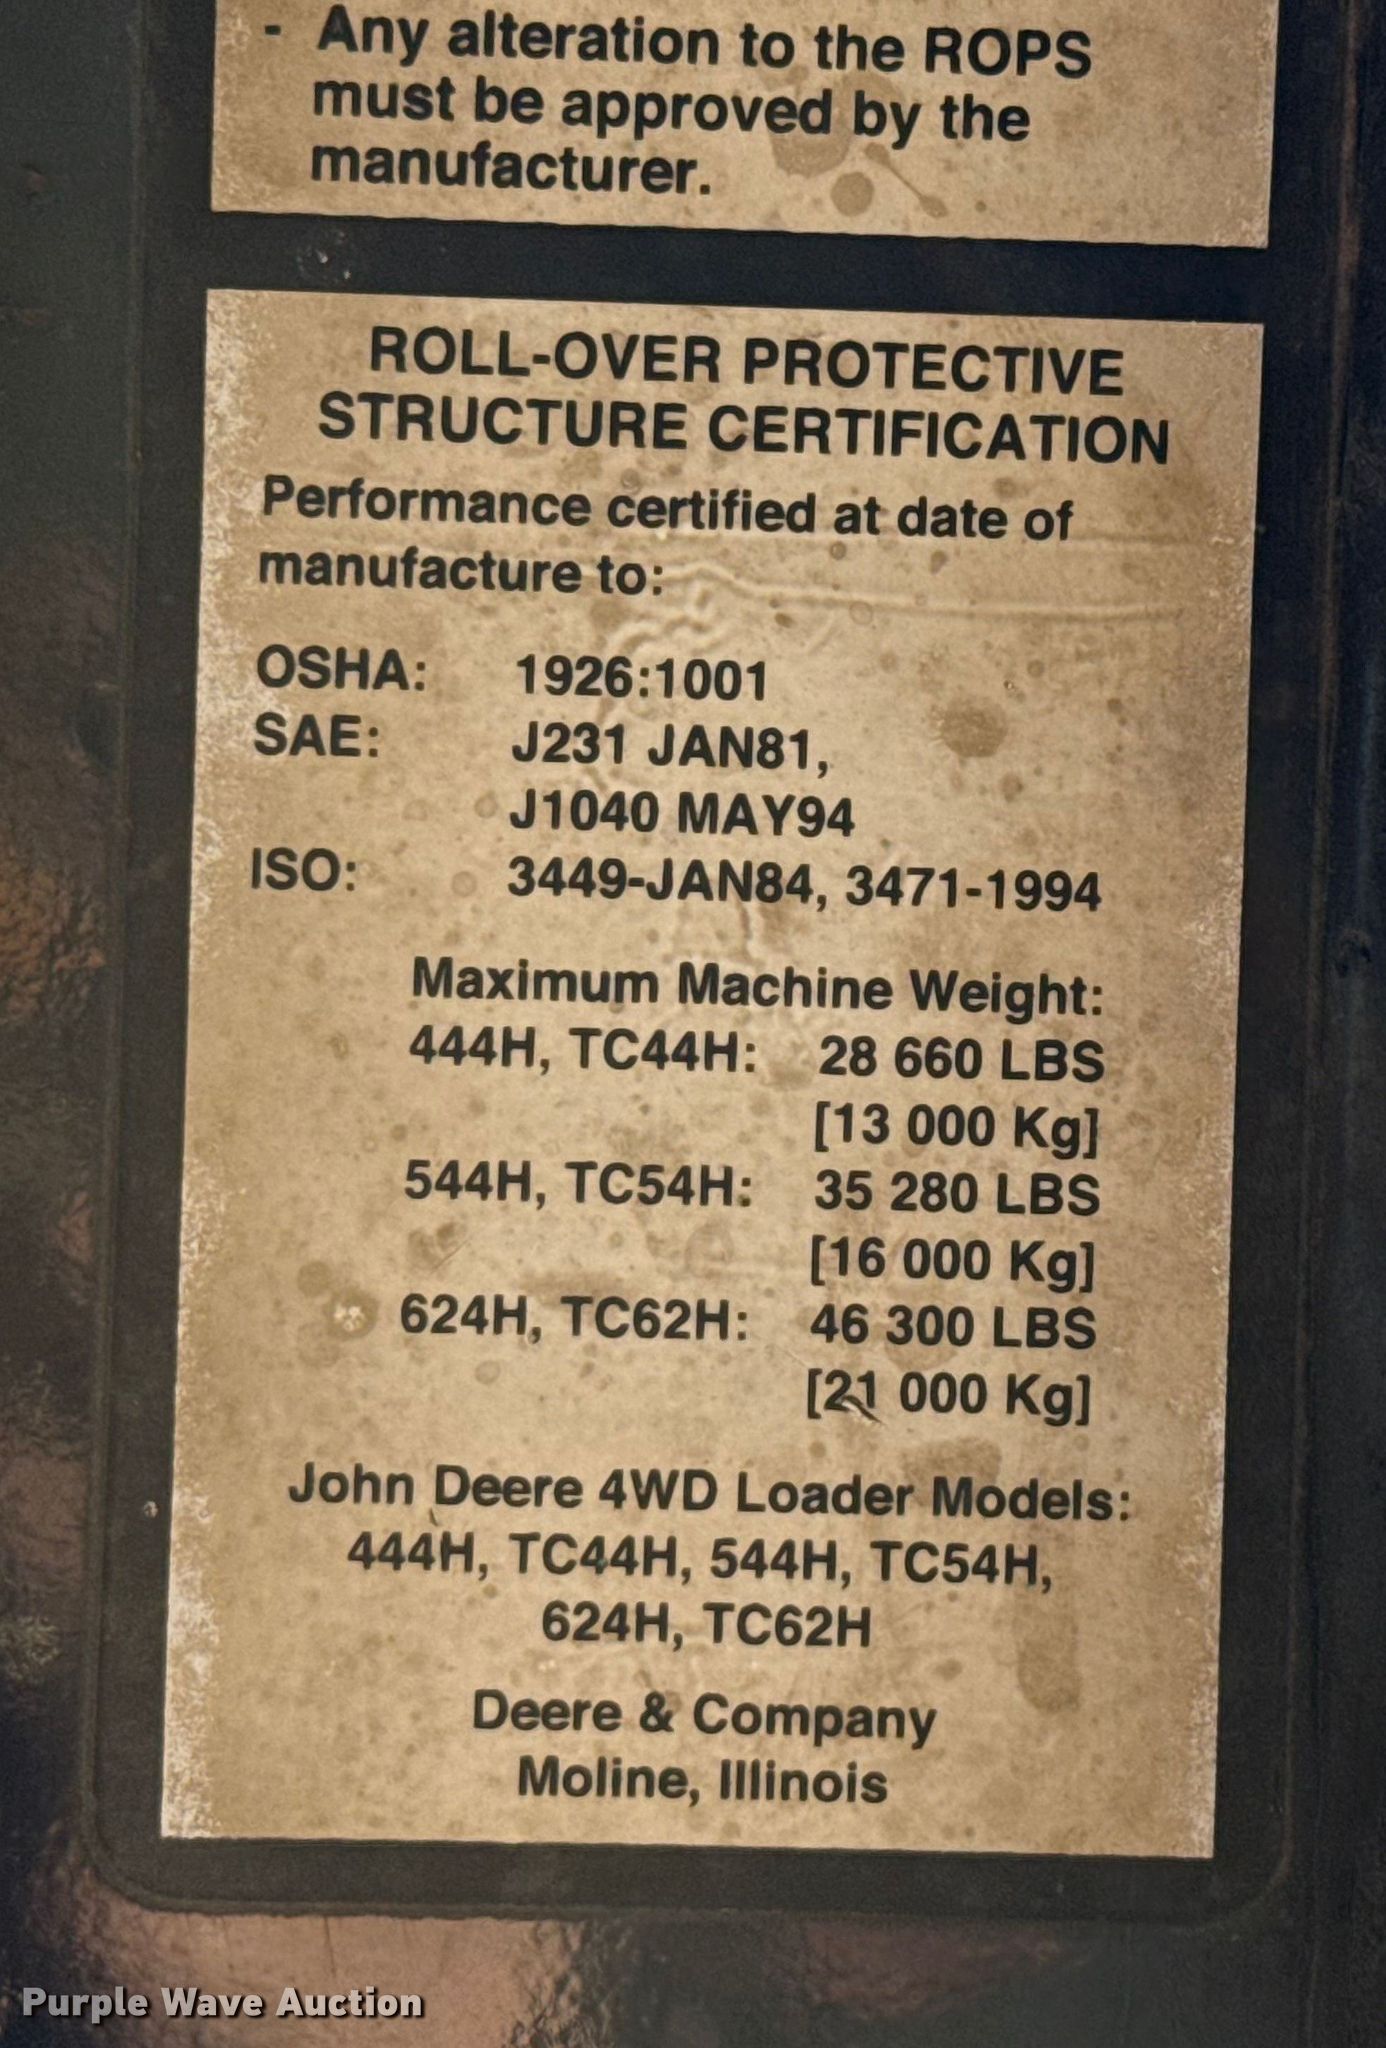 - Any alteration to the ROPS
must be approved by the
manufacturer.
ROLL-OVER PROTECTIVE
STRUCTURE CERTIFICATION
Performance certified at date of
manufacture to:
OSHA: 1926:1001
SAE: J231 JAN81,
J1040 MAY94
ISO: 3449-JAN84, 3471-1994
Maximum Machine Weight:
444H, TC44H: 28 660 LBS
[13 000 Kg]
544H, TC54H: 35 280 LBS
[16 000 Kg]
624H, TC62H: 46 300 LBS
[21 000 Kg]
John Deere 4WD Loader Models:
444H, TC44H, 544H, TC54H,
624H, TC62H
Deere & Company
Moline, Illinois
Purple Wave Auction